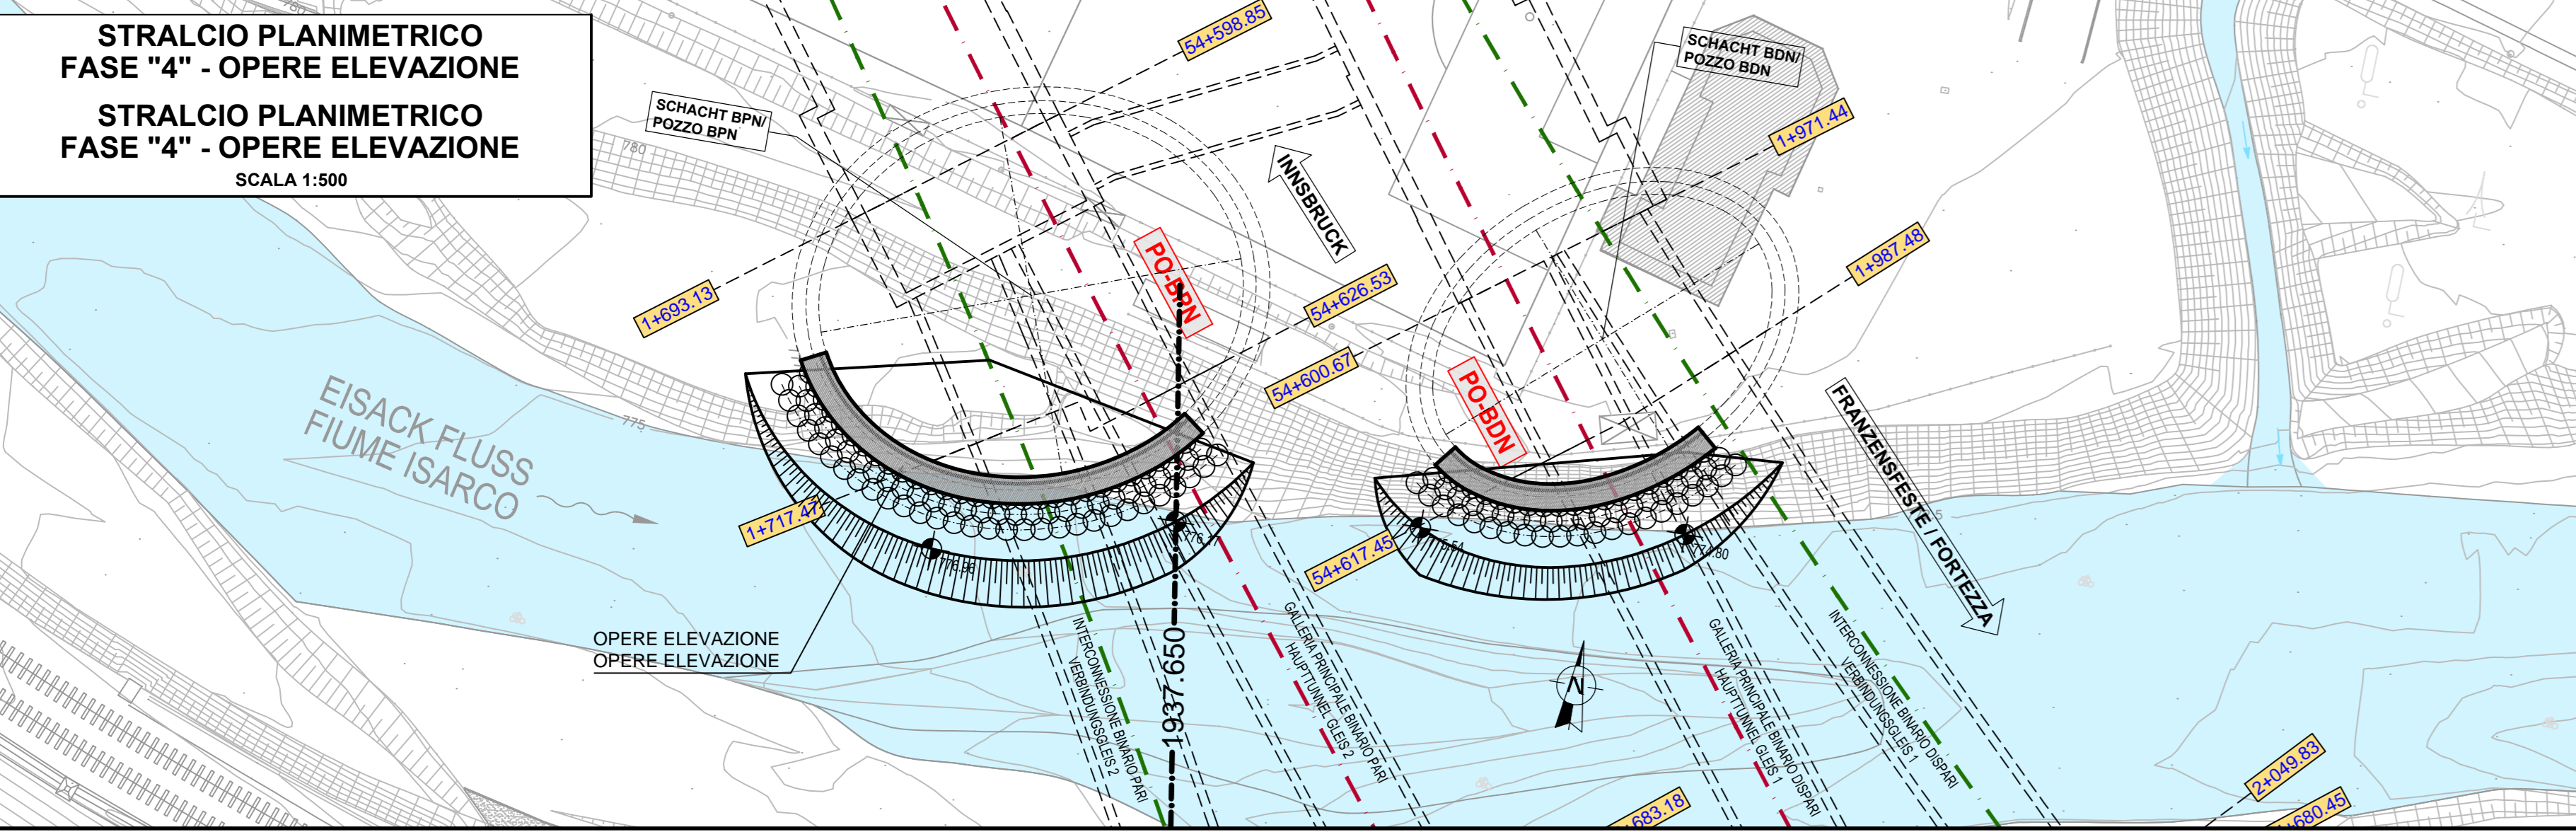 STRALCIO PLANIMETRICO
FASE "4" - OPERE ELEVAZIONE
STRALCIO PLANIMETRICO
FASE "4" - OPERE ELEVAZIONE
SCALA 1:500
780
SCHACHT BPN/
POZZO BPN
54+598.85
SCHACHT BDN/
POZZO BDN
1+971.44
INNSBRUCK
PO-BPN
1+693.13
54+626.53
1+987.48
54+600.67
PO-BDN
FRANZENSFESTE / FORTEZZA
EISACK FLUSS
FIUME ISARCO
775
1+717.47
776.96
54+617.45
OPERE ELEVAZIONE
OPERE ELEVAZIONE
1937.650
INTERCONNESSIONE BINARIO PARI
VERBINDUNGSGLEIS 2
GALLERIA PRINCIPALE BINARIO PARI
HAUPTTUNNEL GLEIS 2
N
GALLERIA PRINCIPALE BINARIO DISPARI
HAUPTTUNNEL GLEIS 1
INTERCONNESSIONE BINARIO DISPARI
VERBINDUNGSGLEIS 1
2+049.83